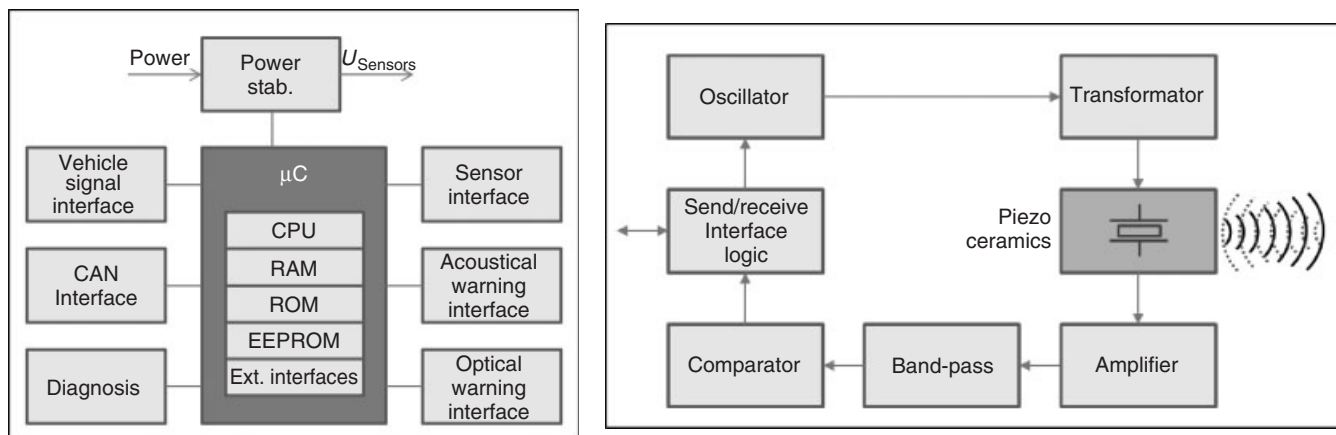 Power
Power
stab.
USensors
Vehicle
signal
interface
CAN
Interface
Diagnosis
μC
CPU
RAM
ROM
EEPROM
Ext. interfaces
Sensor
interface
Acoustical
warning
interface
Optical
warning
interface
Oscillator
Transformator
Send/receive
Interface
logic
Piezo
ceramics
Comparator
Band-pass
Amplifier